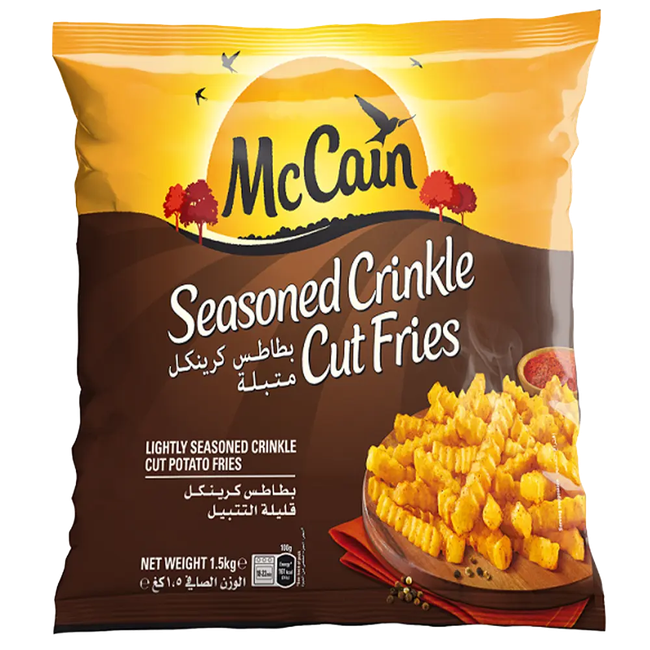 McCain
Seasoned Crinkle
Cut Fries
بطاطس كرينكل
متبلة
LIGHTLY SEASONED CRINKLE
CUT POTATO FRIES
بطاطس كرينكل
قليلة التتبيل
100g
NET WEIGHT 1.5kg e
الوزن الصافي ١.٥ كغ e